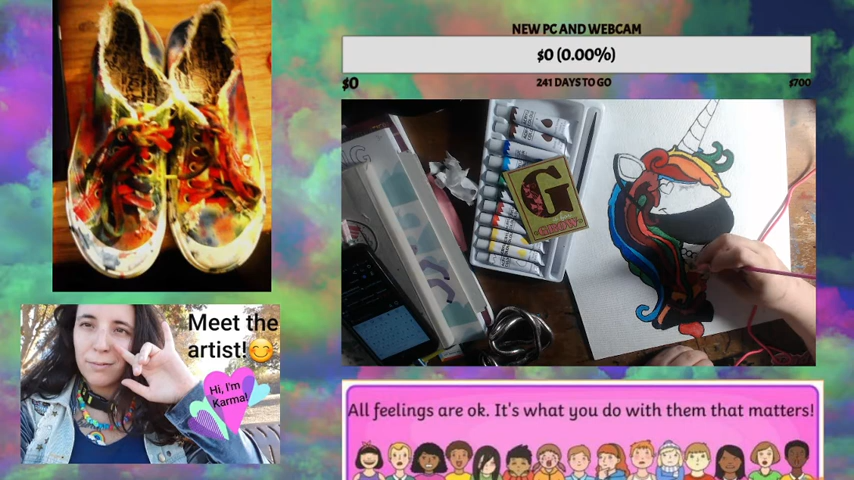 NEW PC AND WEBCAM
$0 (0.00%)
$0 241 DAYS TO GO $700
G
GROW
Meet the
artist!😊
Hi, I'm
Karma!
All feelings are ok. It's what you do with them that matters!